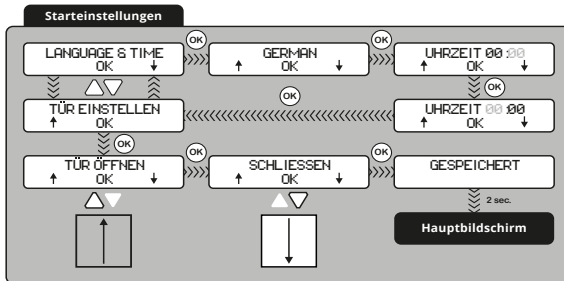 Starteinstellungen
OK
OK
LANGUAGE & TIME
OK ↓
GERMAN
↑ OK ↓
UHRZEIT 00:00
↑ OK ↓
OK
OK
TÜR EINSTELLEN
↑ OK
UHRZEIT 00:00
↑ OK ↓
OK
OK
OK
TÜR ÖFFNEN
↑ OK ↓
SCHLIESSEN
↑ OK ↓
GESPEICHERT
2 sec.
Hauptbildschirm